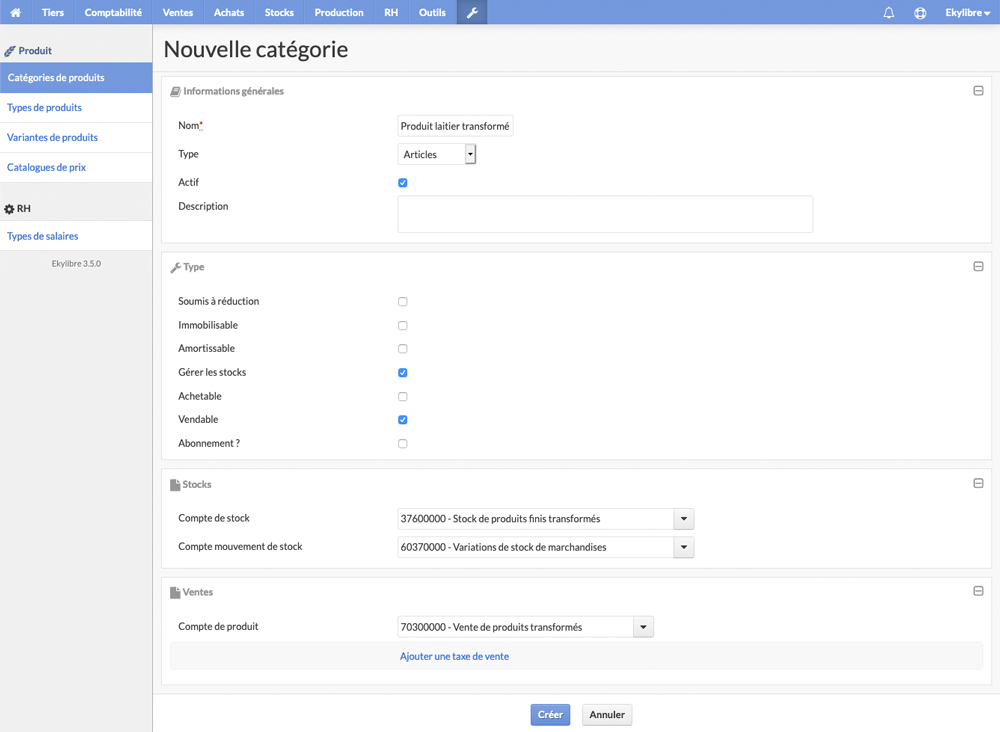 Tiers Comptabilité Ventes Achats Stocks Production RH Outils Ekylibre
Produit
Catégories de produits
Types de produits
Variantes de produits
Catalogues de prix
RH
Types de salaires
Ekylibre 3.5.0
Nouvelle catégorie
Informations générales
Nom* Produit laitier transformé
Type Articles
Actif
Description
Type
Soumis à réduction
Immobilisable
Amortissable
Gérer les stocks
Achetable
Vendable
Abonnement ?
Stocks
Compte de stock 37600000 - Stock de produits finis transformés
Compte mouvement de stock 60370000 - Variations de stock de marchandises
Ventes
Compte de produit 70300000 - Vente de produits transformés
Ajouter une taxe de vente
Créer Annuler